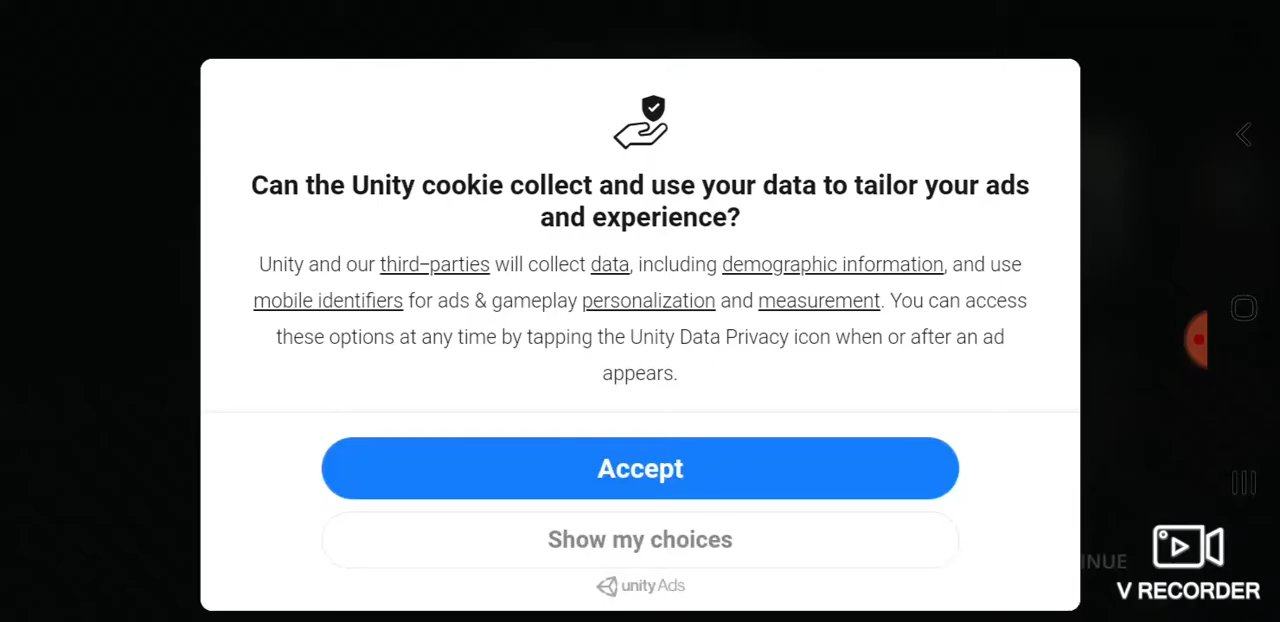 Can the Unity cookie collect and use your data to tailor your ads
and experience?
Unity and our third-parties will collect data, including demographic information, and use
mobile identifiers for ads & gameplay personalization and measurement. You can access
these options at any time by tapping the Unity Data Privacy icon when or after an ad
appears.
Accept
Show my choices
unity Ads
INUE
V RECORDER